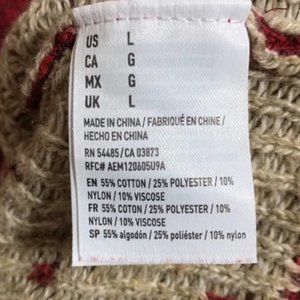 US L
CA G
MX G
UK L
MADE IN CHINA / FABRIQUÉ EN CHINE /
HECHO EN CHINA
RN 54485/CA 03873
RFC# AEM120605U9A
EN 55% COTTON / 25% POLYESTER / 10%
NYLON / 10% VISCOSE
FR 55% COTON / 25% POLYESTER / 10%
NYLON / 10% VISCOSE
SP 55% algodón / 25% poliéster / 10% nylon